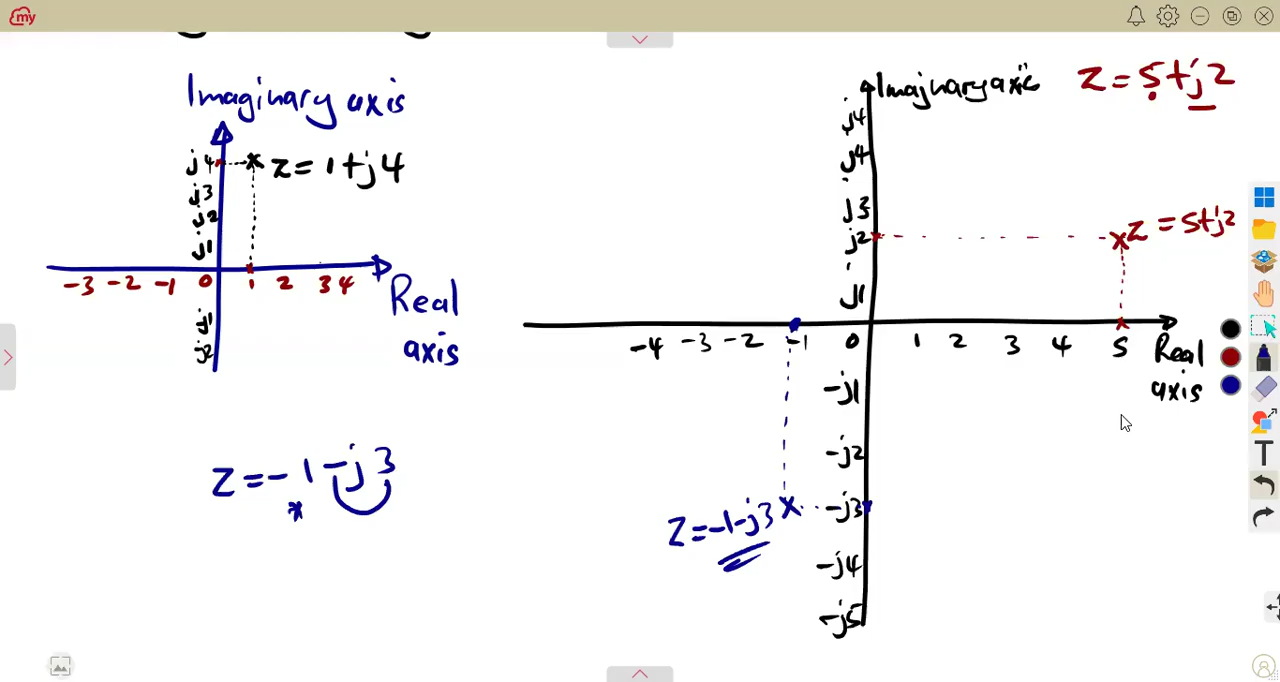 my
Imaginary axis
j4
z = 1 + j4
j3
j2
j1
-3 -2 -1 0 1 2 3 4
Real
axis
j1
j2
z = -1 - j3
*
Imaginary axis
z = 5 + j2
j4
j4
j3
j2
z = 5 + j2
j1
-4 -3 -2 -1 0 1 2 3 4 5
Real
axis
-j1
-j2
-j3
z = -1 - j3
-j4
-j5
T